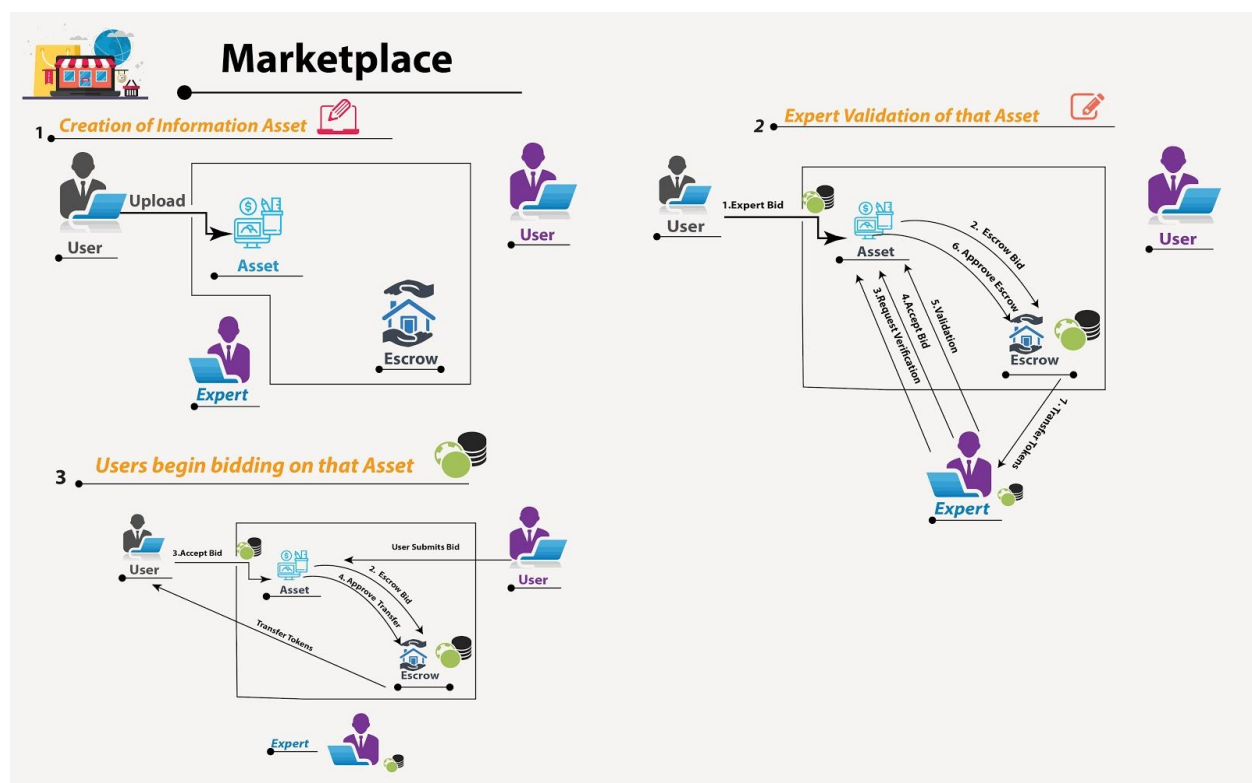 Marketplace
1 Creation of Information Asset
Upload
User
Asset
User
Escrow
Expert
2 Expert Validation of that Asset
1.Expert Bid
User
Asset
2. Escrow Bid
6. Approve Escrow
User
3.Request Verification
4.Accept Bid
5.Validation
Escrow
7. Transfer Tokens
Expert
3 Users begin bidding on that Asset
User Submits Bid
3.Accept Bid
User
Asset
2. Escrow Bid
4. Approve Transfer
User
Transfer Tokens
Escrow
Expert